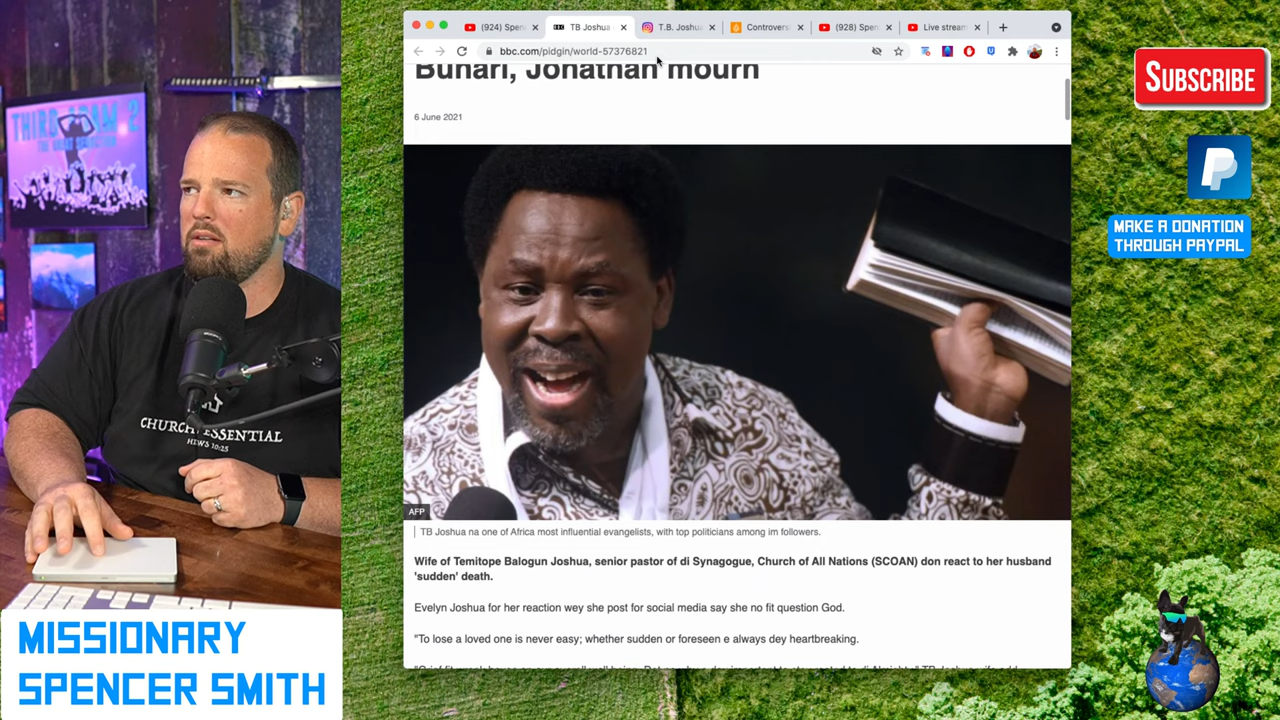 (924) Spen
TB Joshua
T.B. Joshu
Controvers
(928) Spen
Live stream
bbc.com/pidgin/world-57376821
Buhari, Jonathan mourn
6 June 2021
AFP
TB Joshua na one of Africa most influential evangelists, with top politicians among im followers.
Wife of Temitope Balogun Joshua, senior pastor of di Synagogue, Church of All Nations (SCOAN) don react to her husband
'sudden' death.
Evelyn Joshua for her reaction wey she post for social media say she no fit question God.
"To lose a loved one is never easy; whether sudden or foreseen e always dey heartbreaking.
THIRD ADAM 2
CHURCH ESSENTIAL
HEWS 10:25
MISSIONARY
SPENCER SMITH
SUBSCRIBE
MAKE A DONATION
THROUGH PAYPAL